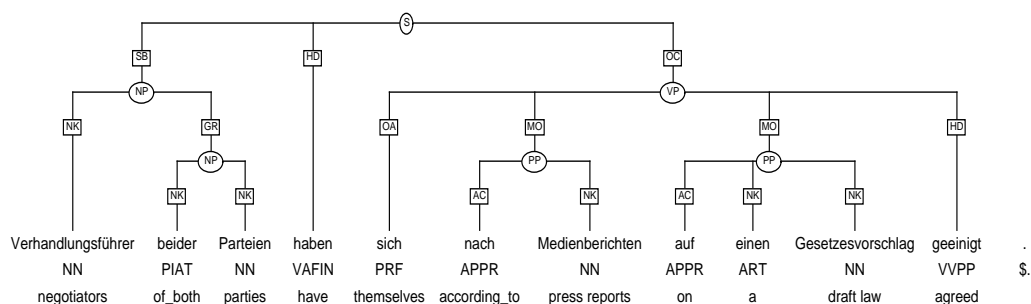 S
SB HD OC
NP VP
NK GR OA MO MO HD
NP PP PP
NK NK AC NK AC NK NK
Verhandlungsführer beider Parteien haben sich nach Medienberichten auf einen Gesetzesvorschlag geeinigt .
NN PIAT NN VAFIN PRF APPR NN APPR ART NN VVPP $.
negotiators of_both parties have themselves according_to press reports on a draft law agreed